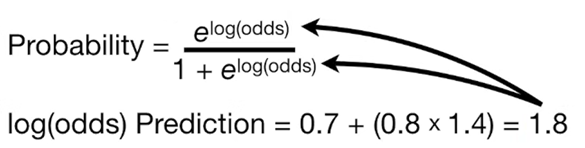 Probability = e^log(odds) / 1 + e^log(odds)
log(odds) Prediction = 0.7 + (0.8 x 1.4) = 1.8